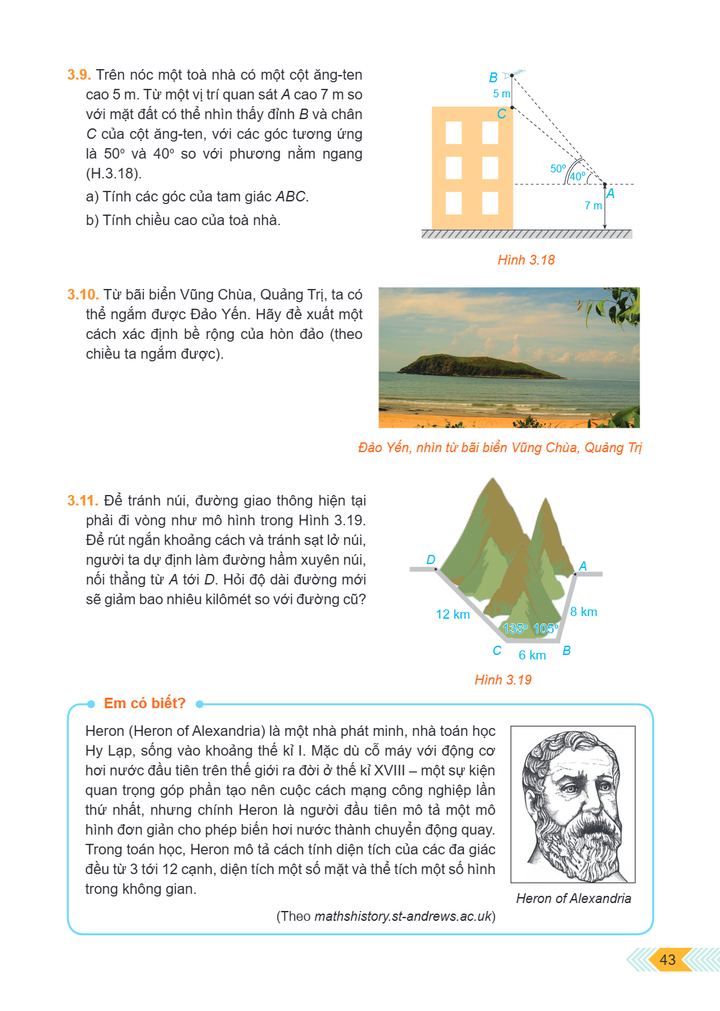 3.9. Trên nóc một toà nhà có một cột ăng-ten
cao 5 m. Từ một vị trí quan sát A cao 7 m so
với mặt đất có thể nhìn thấy đỉnh B và chân
C của cột ăng-ten, với các góc tương ứng
là 50° và 40° so với phương nằm ngang
(H.3.18).
a) Tính các góc của tam giác ABC.
b) Tính chiều cao của toà nhà.
B
5 m
C
50°
40°
A
7 m
Hình 3.18
3.10. Từ bãi biển Vũng Chùa, Quảng Trị, ta có
thể ngắm được Đảo Yến. Hãy đề xuất một
cách xác định bề rộng của hòn đảo (theo
chiều ta ngắm được).
Đảo Yến, nhìn từ bãi biển Vũng Chùa, Quảng Trị
3.11. Để tránh núi, đường giao thông hiện tại
phải đi vòng như mô hình trong Hình 3.19.
Để rút ngắn khoảng cách và tránh sạt lở núi,
người ta dự định làm đường hầm xuyên núi,
nối thẳng từ A tới D. Hỏi độ dài đường mới
sẽ giảm bao nhiêu kilômét so với đường cũ?
D
A
12 km
8 km
135° 105°
C
6 km
B
Hình 3.19
Em có biết?
Heron (Heron of Alexandria) là một nhà phát minh, nhà toán học
Hy Lạp, sống vào khoảng thế kỉ I. Mặc dù cỗ máy với động cơ
hơi nước đầu tiên trên thế giới ra đời ở thế kỉ XVIII – một sự kiện
quan trọng góp phần tạo nên cuộc cách mạng công nghiệp lần
thứ nhất, nhưng chính Heron là người đầu tiên mô tả một mô
hình đơn giản cho phép biến hơi nước thành chuyển động quay.
Trong toán học, Heron mô tả cách tính diện tích của các đa giác
đều từ 3 tới 12 cạnh, diện tích một số mặt và thể tích một số hình
trong không gian.
(Theo mathshistory.st-andrews.ac.uk)
Heron of Alexandria
43